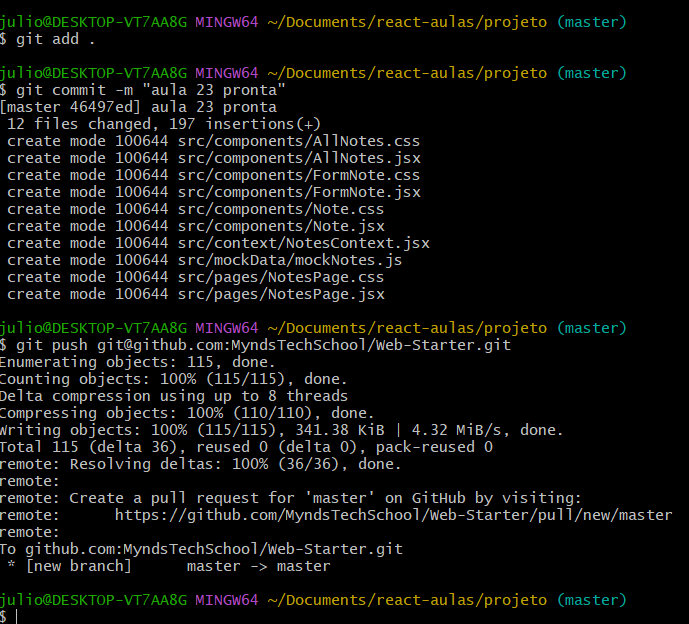 julio@DESKTOP-VT7AA8G MINGW64 ~/Documents/react-aulas/projeto (master)
$ git add .
julio@DESKTOP-VT7AA8G MINGW64 ~/Documents/react-aulas/projeto (master)
$ git commit -m "aula 23 pronta"
[master 46497ed] aula 23 pronta
 12 files changed, 197 insertions(+)
 create mode 100644 src/components/AllNotes.css
 create mode 100644 src/components/AllNotes.jsx
 create mode 100644 src/components/FormNote.css
 create mode 100644 src/components/FormNote.jsx
 create mode 100644 src/components/Note.css
 create mode 100644 src/components/Note.jsx
 create mode 100644 src/context/NotesContext.jsx
 create mode 100644 src/mockData/mockNotes.js
 create mode 100644 src/pages/NotesPage.css
 create mode 100644 src/pages/NotesPage.jsx
julio@DESKTOP-VT7AA8G MINGW64 ~/Documents/react-aulas/projeto (master)
$ git push git@github.com:MyndsTechSchool/Web-Starter.git
Enumerating objects: 115, done.
Counting objects: 100% (115/115), done.
Delta compression using up to 8 threads
Compressing objects: 100% (110/110), done.
Writing objects: 100% (115/115), 341.38 KiB | 4.32 MiB/s, done.
Total 115 (delta 36), reused 0 (delta 0), pack-reused 0
remote: Resolving deltas: 100% (36/36), done.
remote:
remote: Create a pull request for 'master' on GitHub by visiting:
remote:      https://github.com/MyndsTechSchool/Web-Starter/pull/new/master
remote:
To github.com:MyndsTechSchool/Web-Starter.git
 * [new branch]      master -> master
julio@DESKTOP-VT7AA8G MINGW64 ~/Documents/react-aulas/projeto (master)
$